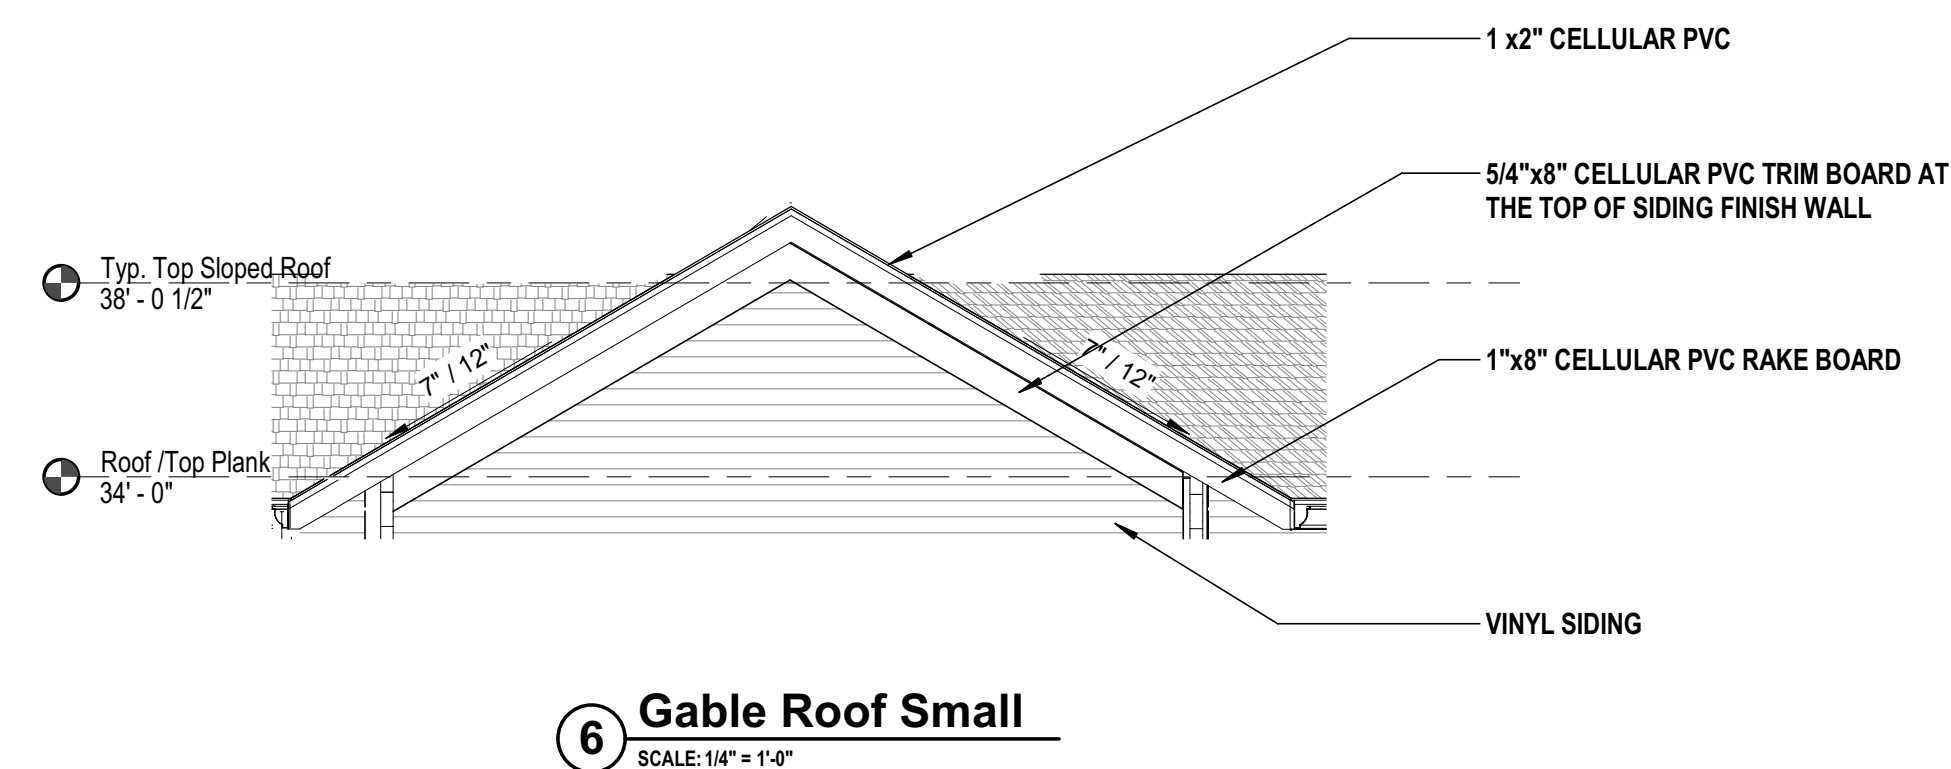 1 x2" CELLULAR PVC
5/4"x8" CELLULAR PVC TRIM BOARD AT
THE TOP OF SIDING FINISH WALL
Typ. Top Sloped Roof
38' - 0 1/2"
7" / 12"
7" / 12"
1"x8" CELLULAR PVC RAKE BOARD
Roof /Top Plank
34' - 0"
VINYL SIDING
6
Gable Roof Small
SCALE: 1/4" = 1'-0"